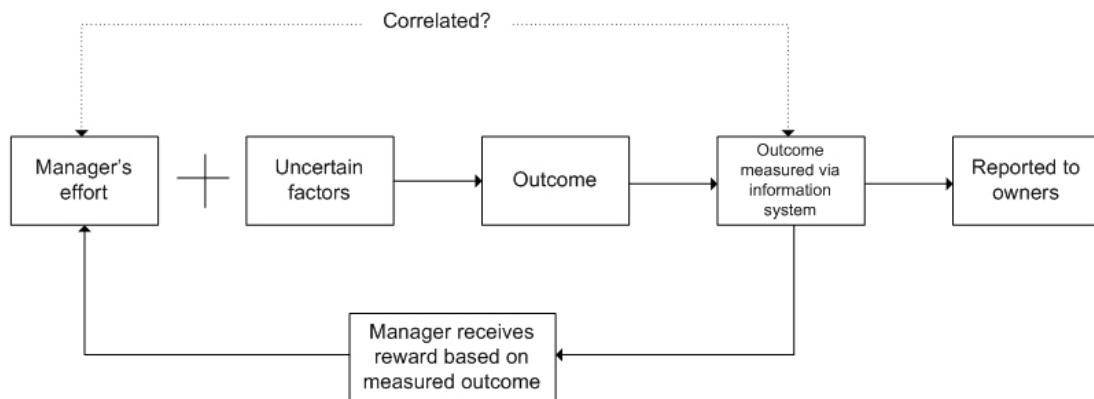 Correlated?
Manager's
effort
Uncertain
factors
Outcome
Outcome
measured via
information
system
Reported to
owners
Manager receives
reward based on
measured outcome